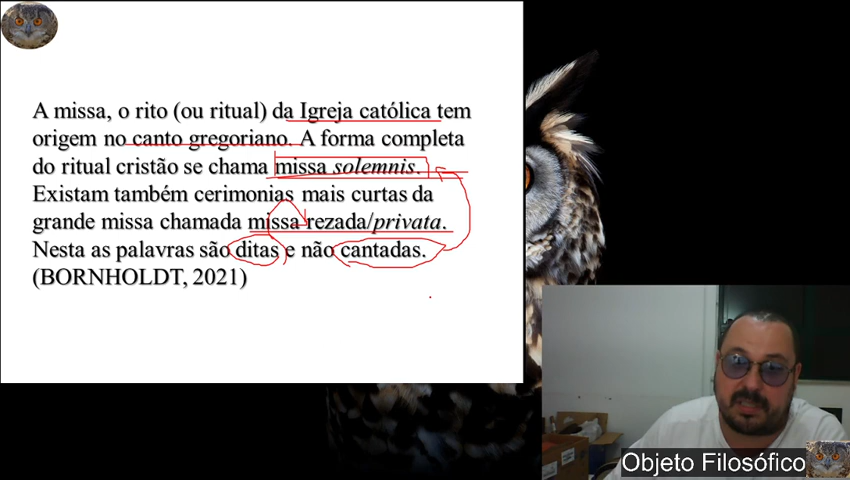 A missa, o rito (ou ritual) da Igreja católica tem
origem no canto gregoriano. A forma completa
do ritual cristão se chama missa solemnis.
Existam também cerimonias mais curtas da
grande missa chamada missa rezada/privata.
Nesta as palavras são ditas e não cantadas.
(BORNHOLDT, 2021)
Objeto Filosófico